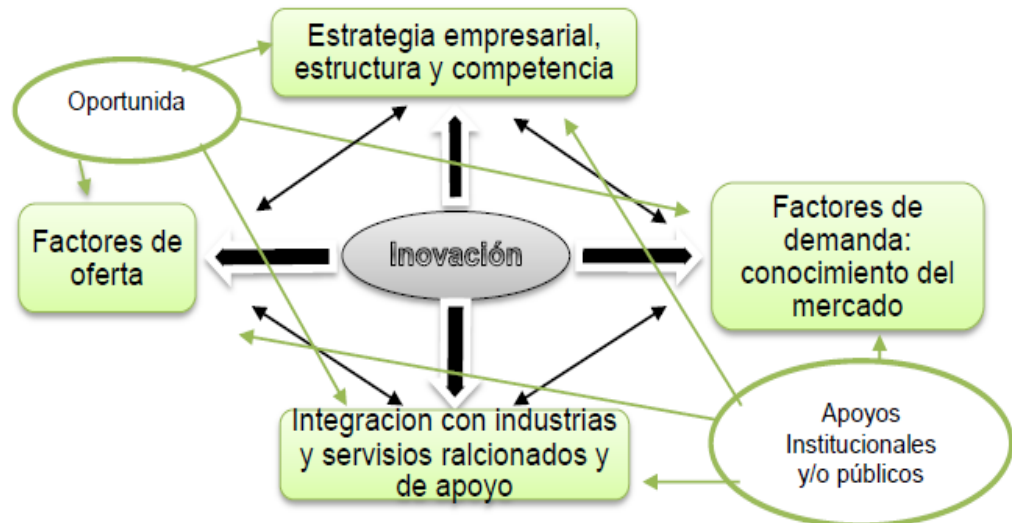 Estrategia empresarial,
estructura y competencia
Oportunida
Factores de
oferta
Inovación
Factores de
demanda:
conocimiento del
mercado
Integracion con industrias
y servisios ralcionados y
de apoyo
Apoyos
Institucionales
y/o públicos